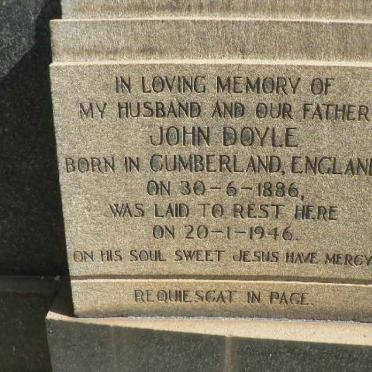 IN LOVING MEMORY OF
MY HUSBAND AND OUR FATHER
JOHN DOYLE
BORN IN CUMBERLAND, ENGLAND
ON 30-6-1886,
WAS LAID TO REST HERE
ON 20-1-1946.
ON HIS SOUL SWEET JESUS HAVE MERCY
REQUIESCAT IN PACE.